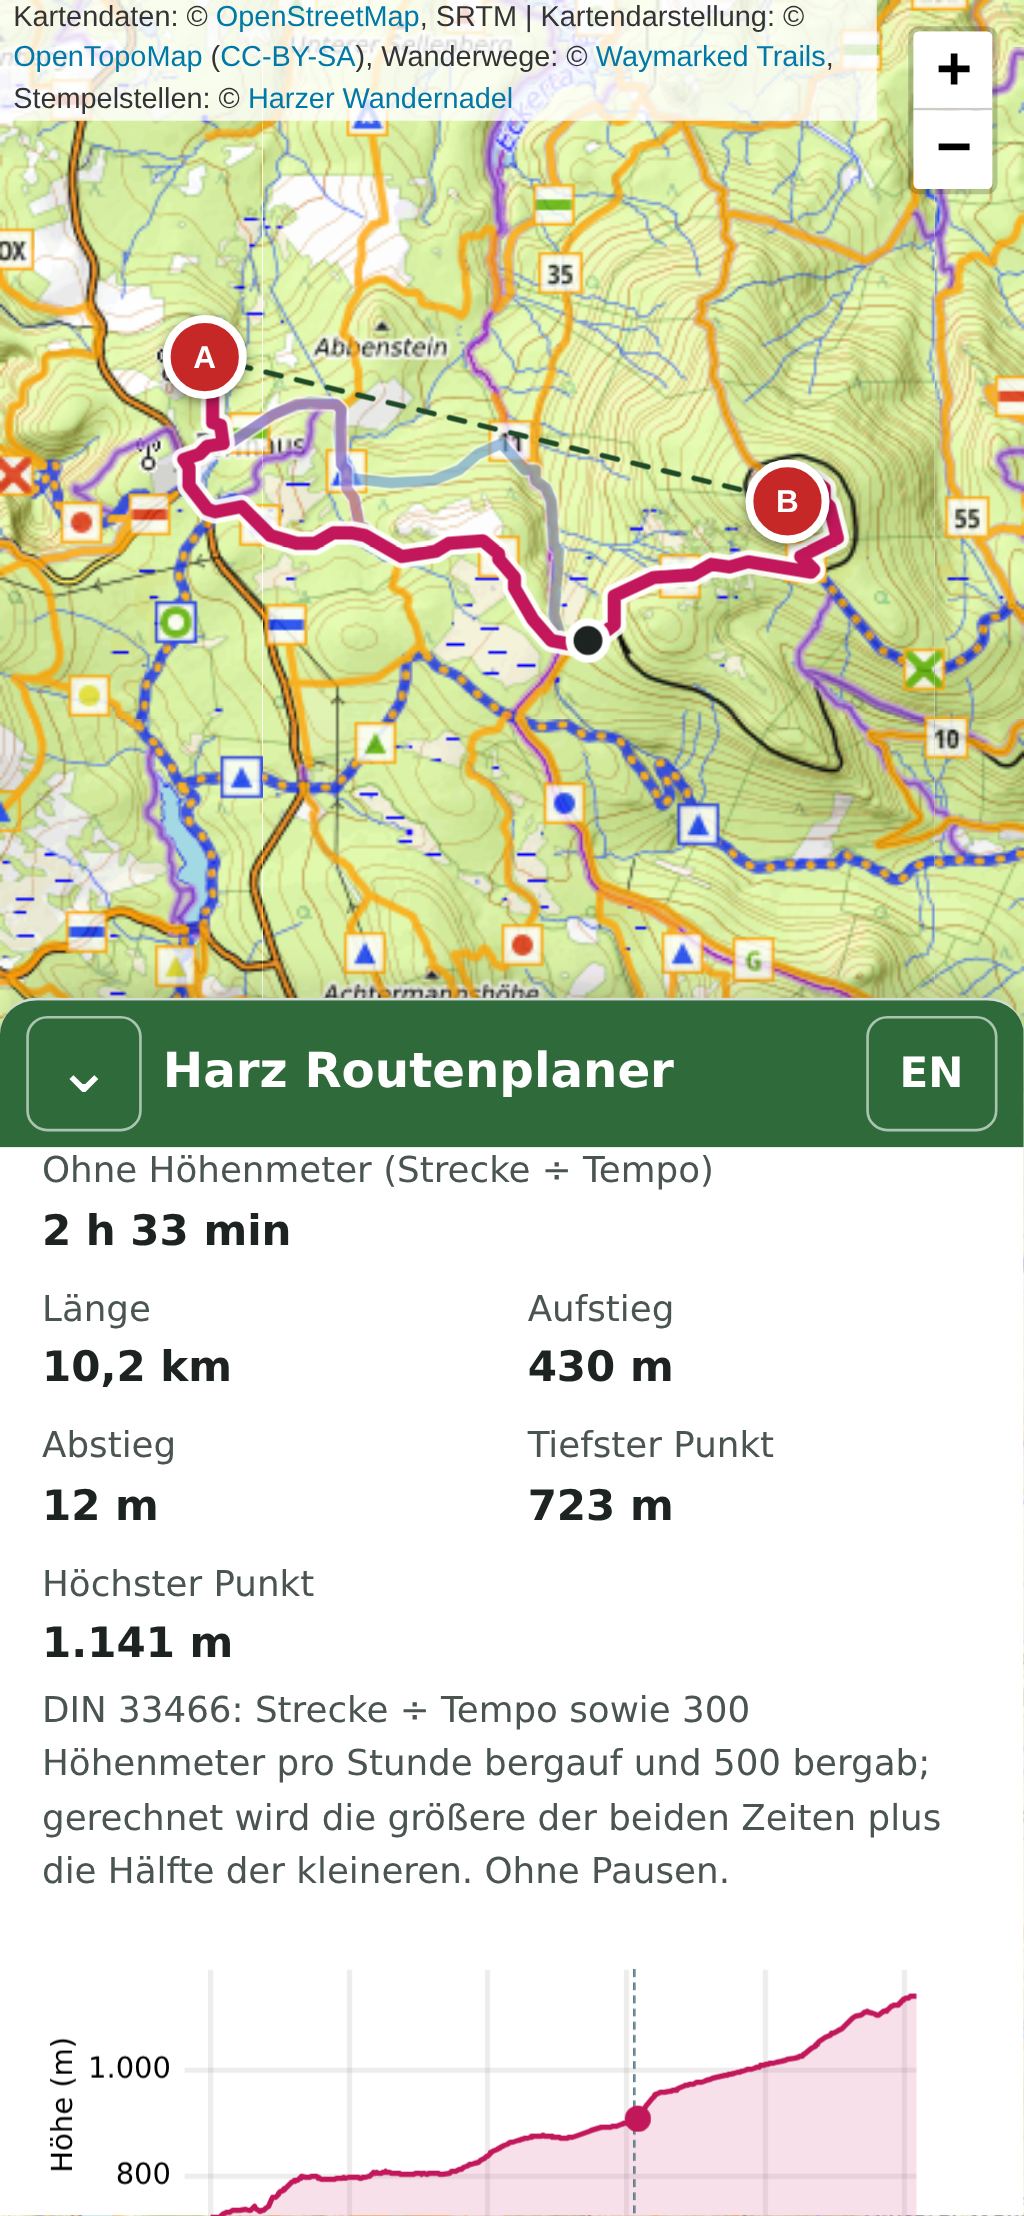 Kartendaten: © OpenStreetMap, SRTM | Kartendarstellung: ©
OpenTopoMap (CC-BY-SA), Wanderwege: © Waymarked Trails,
Stempelstellen: © Harzer Wandernadel
+
−
OX
35
Abbenstein
A
B
55
10
G
Achtermannshöhe
Harz Routenplaner
EN
Ohne Höhenmeter (Strecke ÷ Tempo)
2 h 33 min
Länge
10,2 km
Aufstieg
430 m
Abstieg
12 m
Tiefster Punkt
723 m
Höchster Punkt
1.141 m
DIN 33466: Strecke ÷ Tempo sowie 300
Höhenmeter pro Stunde bergauf und 500 bergab;
gerechnet wird die größere der beiden Zeiten plus
die Hälfte der kleineren. Ohne Pausen.
Höhe (m)
1.000
800